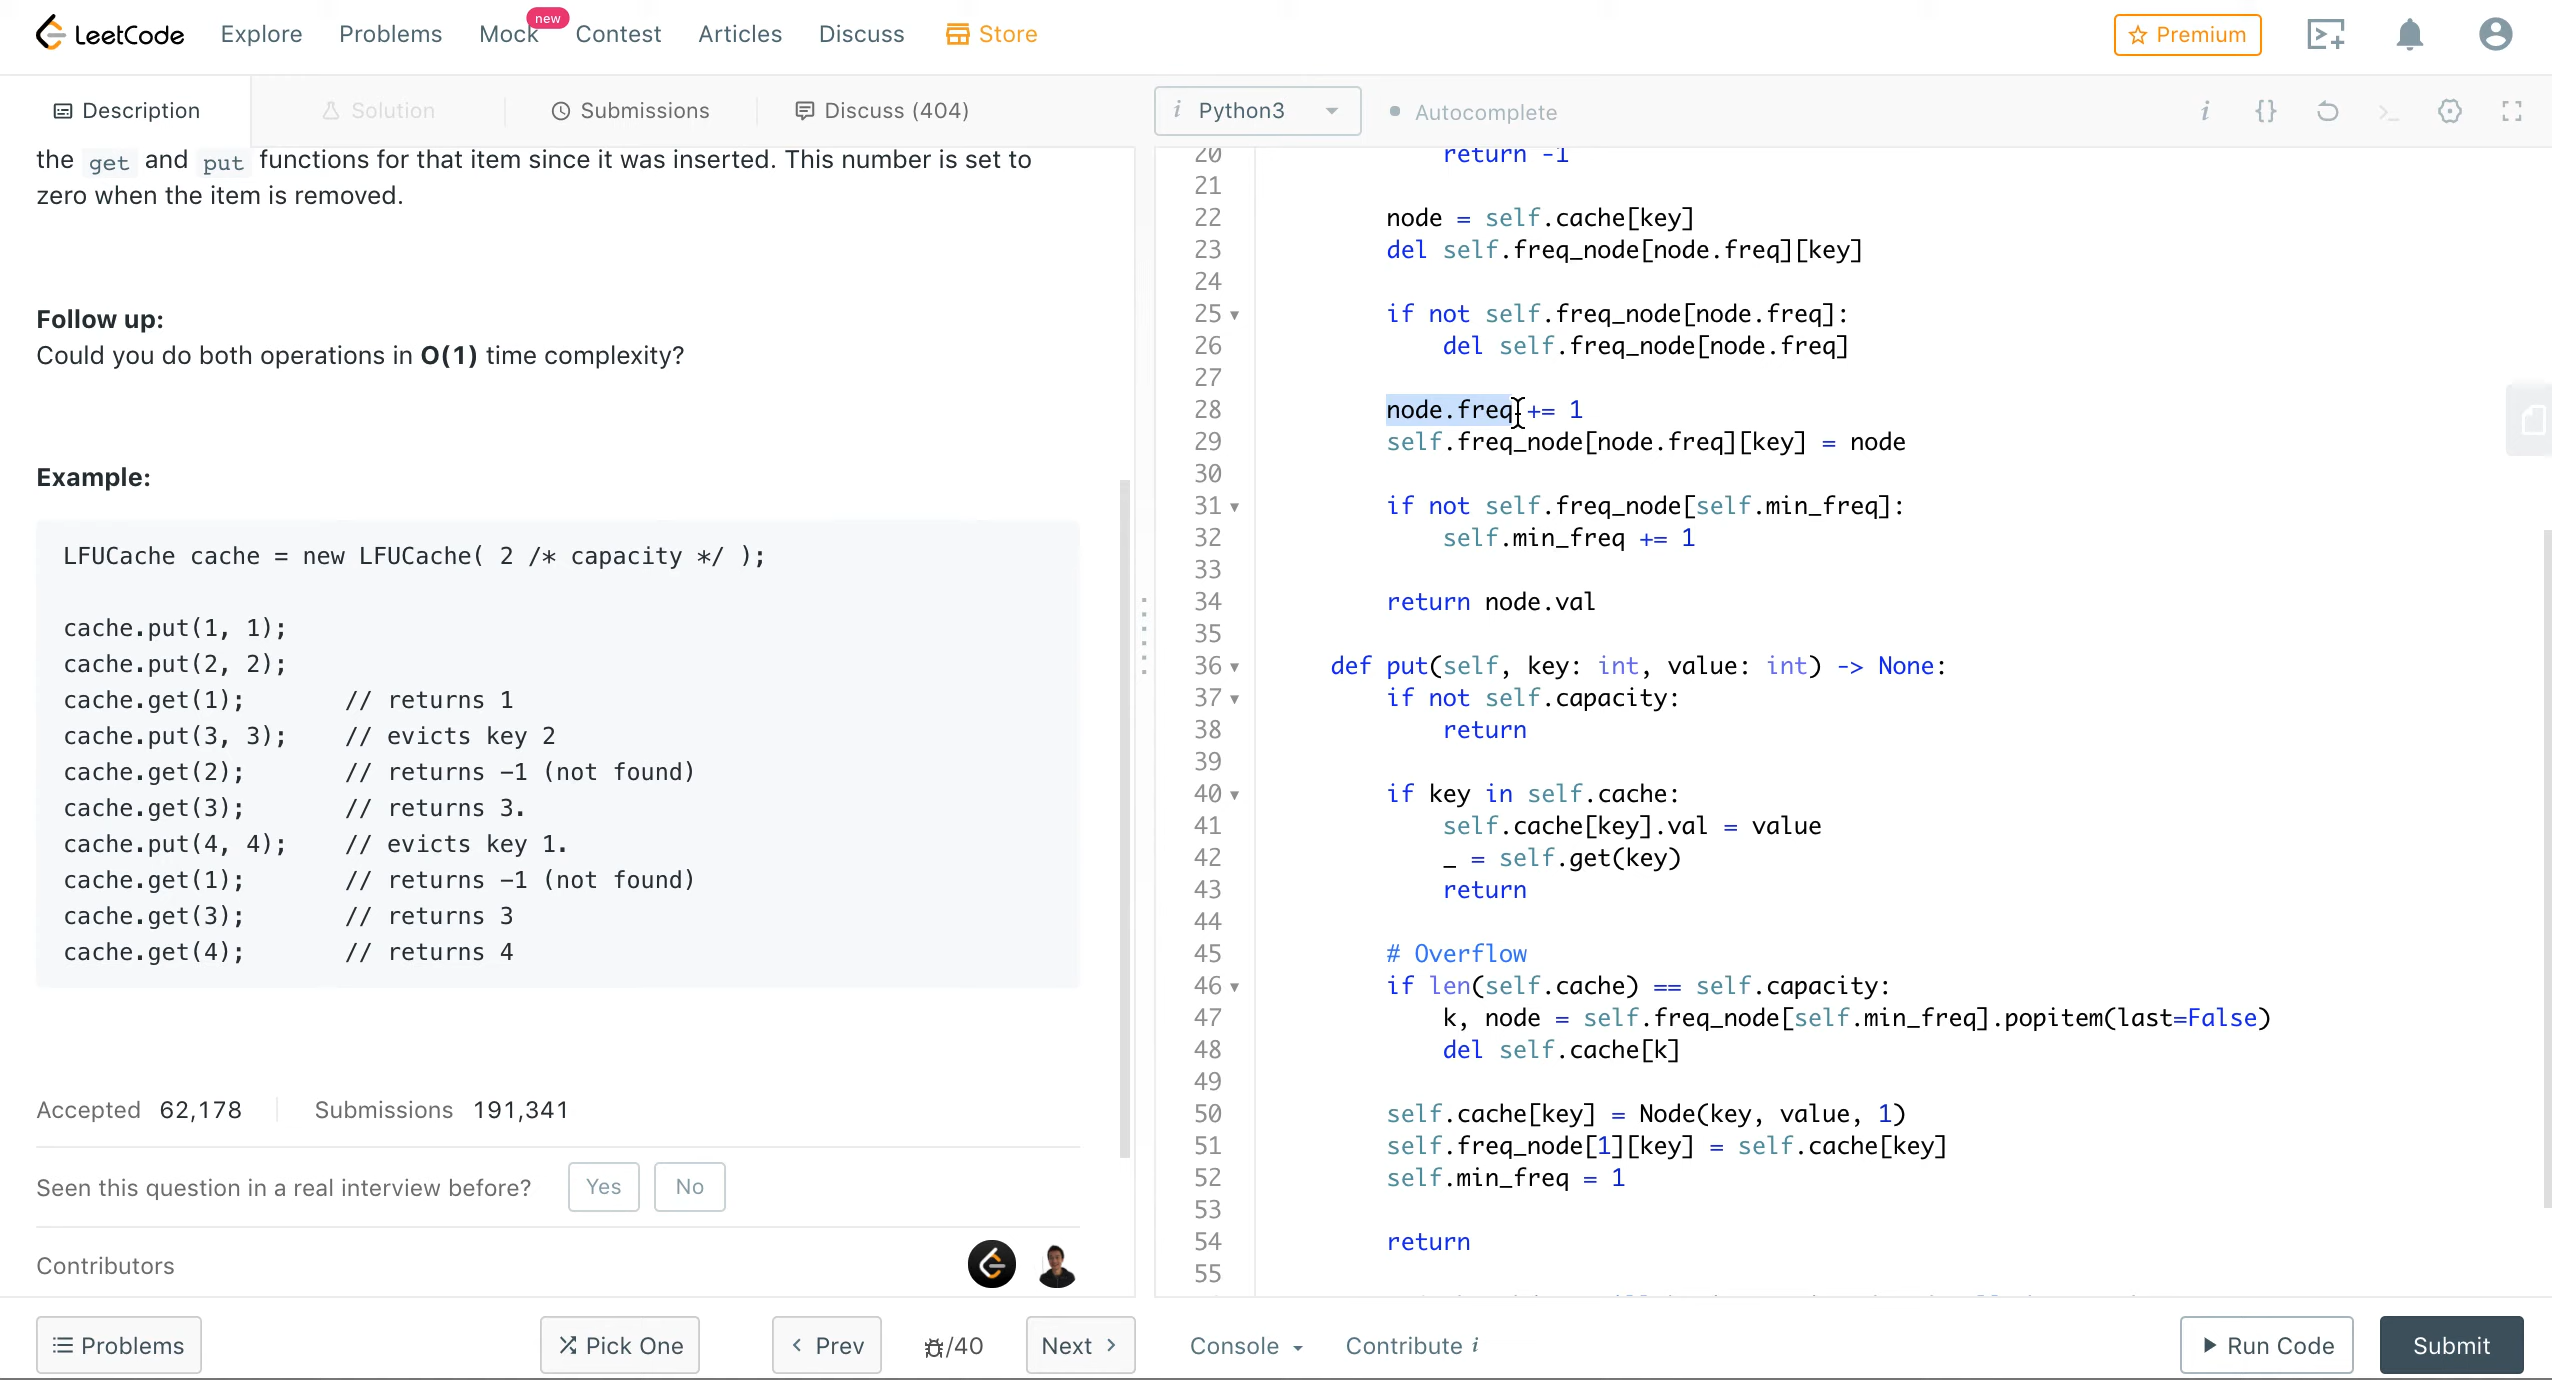 LeetCode Explore Problems Mock new Contest Articles Discuss Store Premium
Description Solution Submissions Discuss (404)
the get and put functions for that item since it was inserted. This number is set to
zero when the item is removed.
Follow up:
Could you do both operations in O(1) time complexity?
Example:
LFUCache cache = new LFUCache( 2 /* capacity */ );
cache.put(1, 1);
cache.put(2, 2);
cache.get(1);       // returns 1
cache.put(3, 3);    // evicts key 2
cache.get(2);       // returns -1 (not found)
cache.get(3);       // returns 3.
cache.put(4, 4);    // evicts key 1.
cache.get(1);       // returns -1 (not found)
cache.get(3);       // returns 3
cache.get(4);       // returns 4
Accepted 62,178 Submissions 191,341
Seen this question in a real interview before? Yes No
Contributors
Problems Pick One Prev /40 Next
i Python3 Autocomplete i {} >_
20 return -1
21
22 node = self.cache[key]
23 del self.freq_node[node.freq][key]
24
25 if not self.freq_node[node.freq]:
26 del self.freq_node[node.freq]
27
28 node.freq += 1
29 self.freq_node[node.freq][key] = node
30
31 if not self.freq_node[self.min_freq]:
32 self.min_freq += 1
33
34 return node.val
35
36 def put(self, key: int, value: int) -> None:
37 if not self.capacity:
38 return
39
40 if key in self.cache:
41 self.cache[key].val = value
42 _ = self.get(key)
43 return
44
45 # Overflow
46 if len(self.cache) == self.capacity:
47 k, node = self.freq_node[self.min_freq].popitem(last=False)
48 del self.cache[k]
49
50 self.cache[key] = Node(key, value, 1)
51 self.freq_node[1][key] = self.cache[key]
52 self.min_freq = 1
53
54 return
55
Console Contribute i Run Code Submit